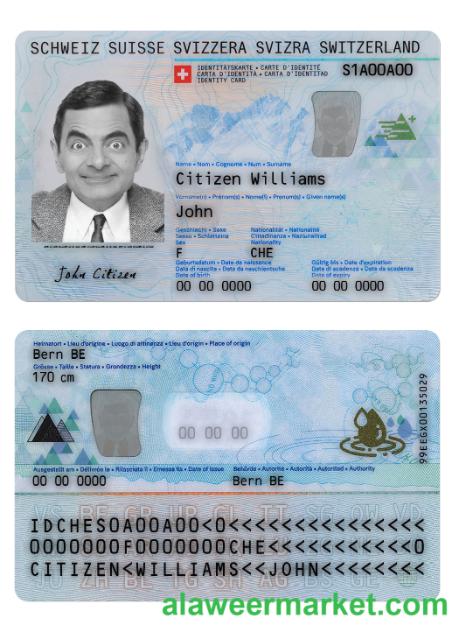 SCHWEIZ SUISSE SVIZZERA SVIZRA SWITZERLAND
IDENTITÄTSKARTE • CARTE D'IDENTITÉ
CARTA D'IDENTITÀ • CARTA D'IDENTITAD
IDENTITY CARD
S1A00A00
Name • Nom • Cognome • Num • Surname
Citizen Williams
Vorname(n) • Prénom(s) • Nome(i) • Prenum(s) • Given name(s)
John
Geschlecht • Sexe Nationalität • Nationalité
Sesso • Schlattaina Cittadinanza • Naziunalitad
Sex Nationality
F CHE
Geburtsdatum • Date de naissance Gültig bis • Date d'expiration
Data di nascita • Data da naschientscha Data di scadenza • Data da scadenza
Date of birth Date of expiry
00 00 0000 00 00 0000
John Citizen
Heimatort • Lieu d'origine • Luogo di attinenza • Lieu d'origin • Place of origin
Bern BE
Grösse • Taille • Statura • Grondezza • Height
170 cm
00 00 00
99EEGX00135029
Ausgestellt am • Délivrée le • Rilasciata il • Emessa ils • Date of issue Behörde • Autorité • Autorità • Autoritad • Authority
00 00 0000 Bern BE
IDCHES0A00A00<0<<<<<<<<<<<<<<<
0000000F0000000CHE<<<<<<<<<<<0
CITIZEN<WILLIAMS<<JOHN<<<<<<<<
alaweermarket.com